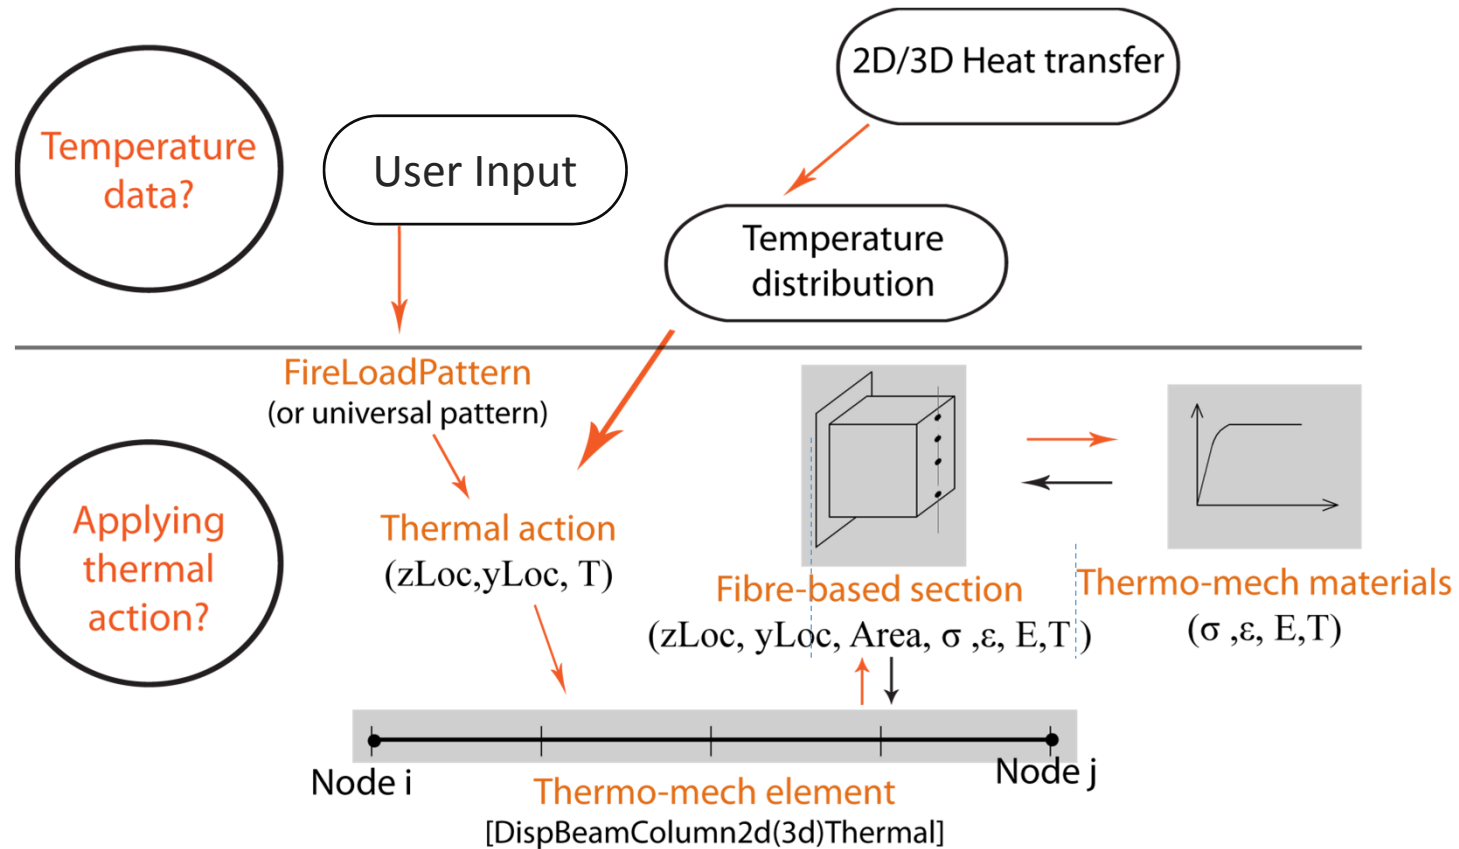 2D/3D Heat transfer
Temperature
data?
User Input
Temperature
distribution
FireLoadPattern
(or universal pattern)
Applying
thermal
action?
Thermal action
(zLoc,yLoc, T)
Fibre-based section
(zLoc, yLoc, Area, σ ,ε, E,T )
Thermo-mech materials
(σ ,ε, E,T)
Node i
Node j
Thermo-mech element
[DispBeamColumn2d(3d)Thermal]